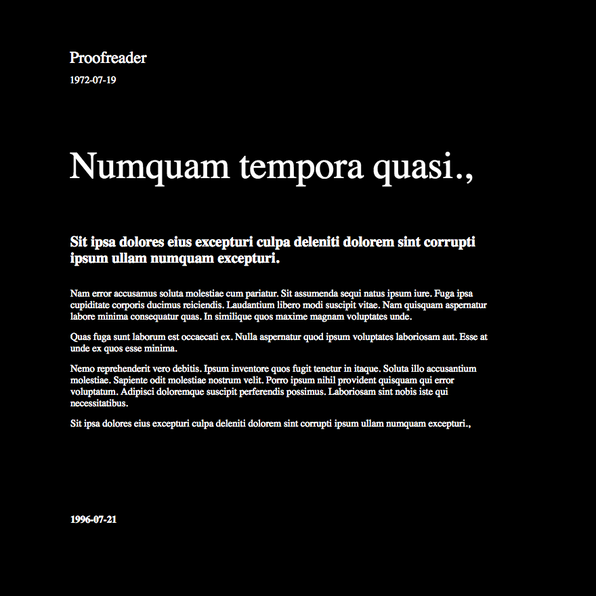 Proofreader
1972-07-19
Numquam tempora quasi.,
Sit ipsa dolores eius excepturi culpa deleniti dolorem sint corrupti
ipsum ullam numquam excepturi.
Nam error accusamus soluta molestiae cum pariatur. Sit assumenda sequi natus ipsum iure. Fuga ipsa
cupiditate corporis ducimus reiciendis. Laudantium libero modi suscipit vitae. Nam quisquam aspernatur
labore minima consequatur quas. In similique quos maxime magnam voluptates unde.
Quas fuga sunt laborum est occaecati ex. Nulla aspernatur quod ipsum voluptates laboriosam aut. Esse at
unde ex quos esse minima.
Nemo reprehenderit vero debitis. Ipsum inventore quos fugit tenetur in itaque. Soluta illo accusantium
molestiae. Sapiente odit molestiae nostrum velit. Porro ipsum nihil provident quisquam qui error
voluptatum. Adipisci doloremque suscipit perferendis possimus. Laboriosam sint nobis iste qui
necessitatibus.
Sit ipsa dolores eius excepturi culpa deleniti dolorem sint corrupti ipsum ullam numquam excepturi.,
1996-07-21